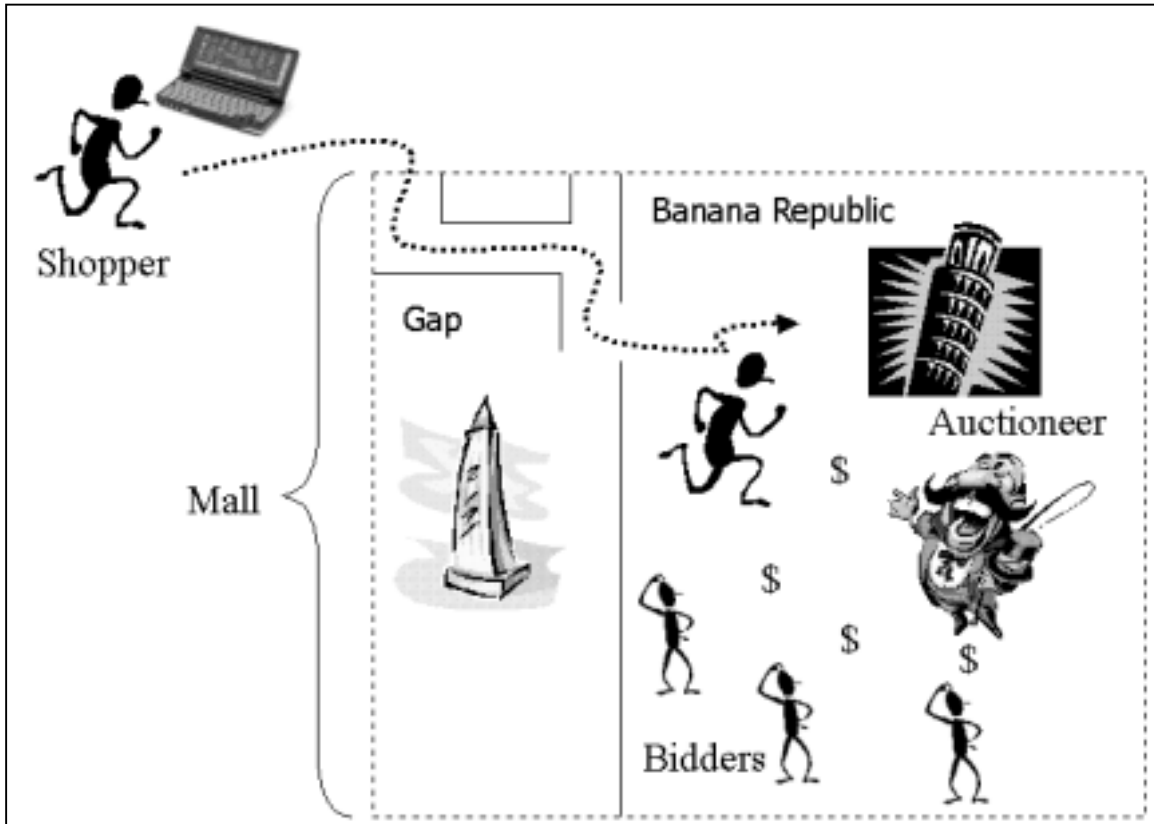 Shopper
Banana Republic
Gap
Auctioneer
$
Mall
$
$
$
Bidders